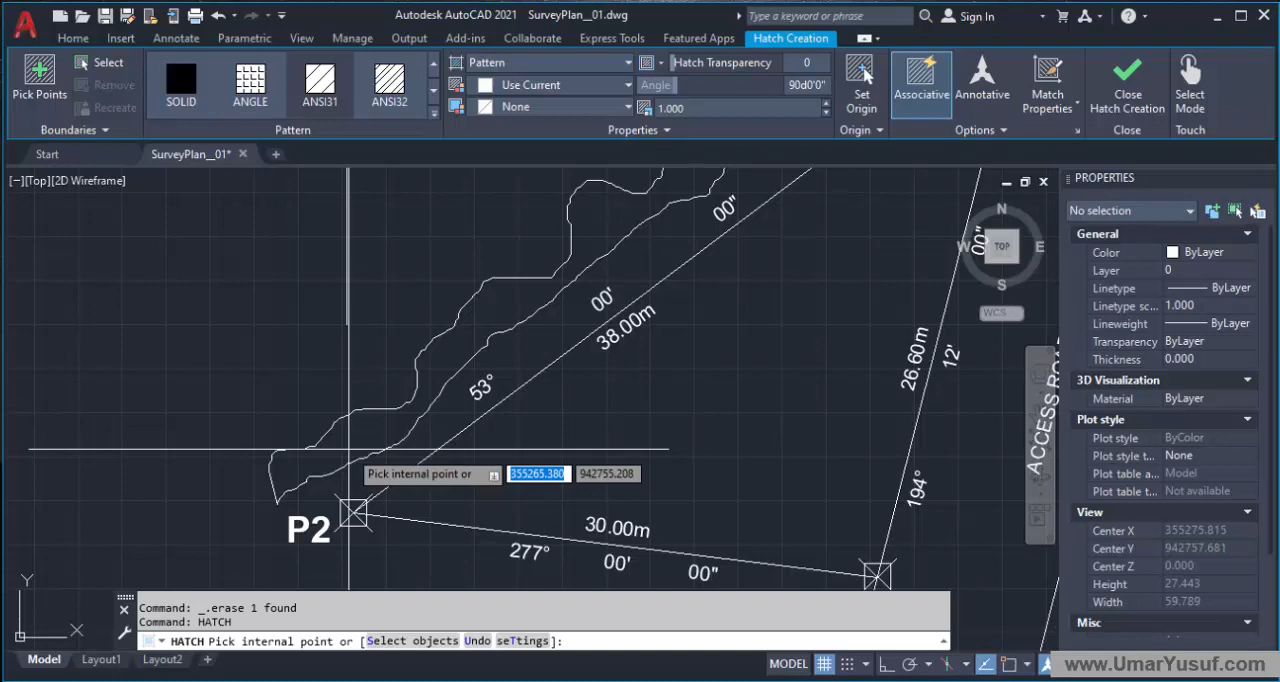 Autodesk AutoCAD 2021 SurveyPlan_01.dwg Type a keyword or phrase Sign In
Home Insert Annotate Parametric View Manage Output Add-ins Collaborate Express Tools Featured Apps Hatch Creation
Pick Points
Select
Remove
Recreate
Boundaries
SOLID ANGLE ANSI31 ANSI32
Pattern
Pattern
Use Current
None
Hatch Transparency 0
Angle 90d0'0"
1.000
Properties
Set Origin
Origin
Associative
Annotative
Match Properties
Options
Close Hatch Creation
Close
Select Mode
Touch
Start SurveyPlan_01*
[−][Top][2D Wireframe]
N
W TOP E
S
WCS
00"
00"
00'
38.00m
53°
26.60m
12'
194°
ACCESS ROA
Pick internal point or 355265.380 942755.208
P2
30.00m
277° 00' 00"
Y
X
Command: _.erase 1 found
Command: HATCH
HATCH Pick internal point or [Select objects Undo seTtings]:
Model Layout1 Layout2
MODEL
PROPERTIES
No selection
General
Color ByLayer
Layer 0
Linetype ByLayer
Linetype sc... 1.000
Lineweight ByLayer
Transparency ByLayer
Thickness 0.000
3D Visualization
Material ByLayer
Plot style
Plot style ByColor
Plot style t... None
Plot table a... Model
Plot table t... Not available
View
Center X 355275.815
Center Y 942757.681
Center Z 0.000
Height 27.443
Width 59.789
Misc
www.UmarYusuf.com